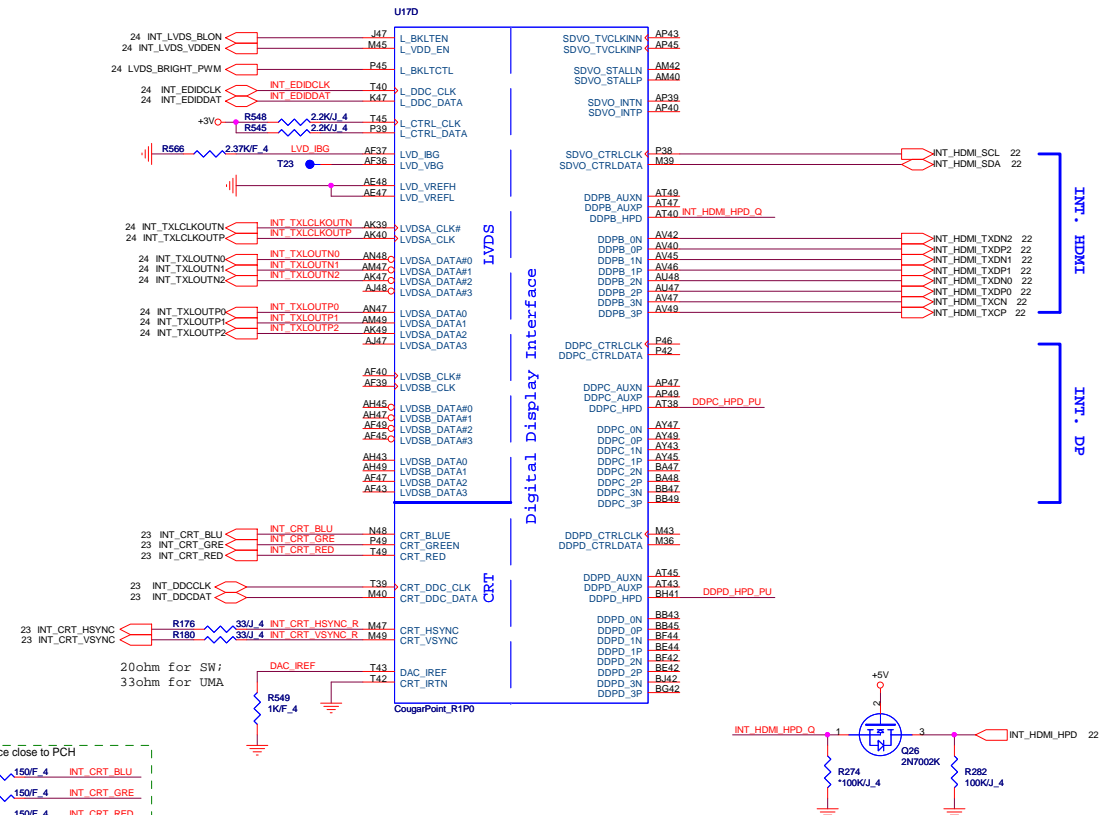 U17D
24 INT_LVDS_BLON J47 L_BKLTEN
24 INT_LVDS_VDDEN M45 L_VDD_EN
24 LVDS_BRIGHT_PWM P45 L_BKLTCTL
24 INT_EDIDCLK INT_EDIDCLK T40 L_DDC_CLK
24 INT_EDIDDAT INT_EDIDDAT K47 L_DDC_DATA
+3V R548 2.2K/J_4 T45 L_CTRL_CLK
R545 2.2K/J_4 P39 L_CTRL_DATA
R566 2.37K/F_4 LVD_IBG AF37 LVD_IBG
T23 AF36 LVD_VBG
AE48 LVD_VREFH
AE47 LVD_VREFL
24 INT_TXLCLKOUTN INT_TXLCLKOUTN AK39 LVDSA_CLK#
24 INT_TXLCLKOUTP INT_TXLCLKOUTP AK40 LVDSA_CLK
24 INT_TXLOUTN0 INT_TXLOUTN0 AN48 LVDSA_DATA#0
24 INT_TXLOUTN1 INT_TXLOUTN1 AM47 LVDSA_DATA#1
24 INT_TXLOUTN2 INT_TXLOUTN2 AK47 LVDSA_DATA#2
AJ48 LVDSA_DATA#3
24 INT_TXLOUTP0 INT_TXLOUTP0 AN47 LVDSA_DATA0
24 INT_TXLOUTP1 INT_TXLOUTP1 AM49 LVDSA_DATA1
24 INT_TXLOUTP2 INT_TXLOUTP2 AK49 LVDSA_DATA2
AJ47 LVDSA_DATA3
AF40 LVDSB_CLK#
AF39 LVDSB_CLK
AH45 LVDSB_DATA#0
AH47 LVDSB_DATA#1
AF49 LVDSB_DATA#2
AF45 LVDSB_DATA#3
AH43 LVDSB_DATA0
AH49 LVDSB_DATA1
AF47 LVDSB_DATA2
AF43 LVDSB_DATA3
LVDS
23 INT_CRT_BLU INT_CRT_BLU N48 CRT_BLUE
23 INT_CRT_GRE INT_CRT_GRE P49 CRT_GREEN
23 INT_CRT_RED INT_CRT_RED T49 CRT_RED
23 INT_DDCCLK T39 CRT_DDC_CLK
23 INT_DDCDAT M40 CRT_DDC_DATA
23 INT_CRT_HSYNC R176 33/J_4 INT_CRT_HSYNC_R M47 CRT_HSYNC
23 INT_CRT_VSYNC R180 33/J_4 INT_CRT_VSYNC_R M49 CRT_VSYNC
20ohm for SW;
33ohm for UMA
DAC_IREF T43 DAC_IREF
T42 CRT_IRTN
R549
1K/F_4
CRT
CougarPoint_R1P0
Digital Display Interface
SDVO_TVCLKINN AP43
SDVO_TVCLKINP AP45
SDVO_STALLN AM42
SDVO_STALLP AM40
SDVO_INTN AP39
SDVO_INTP AP40
SDVO_CTRLCLK P38 INT_HDMI_SCL 22
SDVO_CTRLDATA M39 INT_HDMI_SDA 22
DDPB_AUXN AT49
DDPB_AUXP AT47
DDPB_HPD AT40 INT_HDMI_HPD_Q
DDPB_0N AV42 INT_HDMI_TXDN2 22
DDPB_0P AV40 INT_HDMI_TXDP2 22
DDPB_1N AV45 INT_HDMI_TXDN1 22
DDPB_1P AV46 INT_HDMI_TXDP1 22
DDPB_2N AU48 INT_HDMI_TXDN0 22
DDPB_2P AU47 INT_HDMI_TXDP0 22
DDPB_3N AV47 INT_HDMI_TXCN 22
DDPB_3P AV49 INT_HDMI_TXCP 22
INT. HDMI
DDPC_CTRLCLK P46
DDPC_CTRLDATA P42
DDPC_AUXN AP47
DDPC_AUXP AP49
DDPC_HPD AT38 DDPC_HPD_PU
DDPC_0N AY47
DDPC_0P AY49
DDPC_1N AY43
DDPC_1P AY45
DDPC_2N BA47
DDPC_2P BA48
DDPC_3N BB47
DDPC_3P BB49
INT. DP
DDPD_CTRLCLK M43
DDPD_CTRLDATA M36
DDPD_AUXN AT45
DDPD_AUXP AT43
DDPD_HPD BH41 DDPD_HPD_PU
DDPD_0N BB43
DDPD_0P BB45
DDPD_1N BF44
DDPD_1P BE44
DDPD_2N BF42
DDPD_2P BE42
DDPD_3N BJ42
DDPD_3P BG42
+5V
2
INT_HDMI_HPD_Q 1 3 INT_HDMI_HPD 22
Q26
2N7002K
R274
*100K/J_4
R282
100K/J_4
ce close to PCH
150/F_4 INT_CRT_BLU
150/F_4 INT_CRT_GRE
150/F_4 INT_CRT_RED